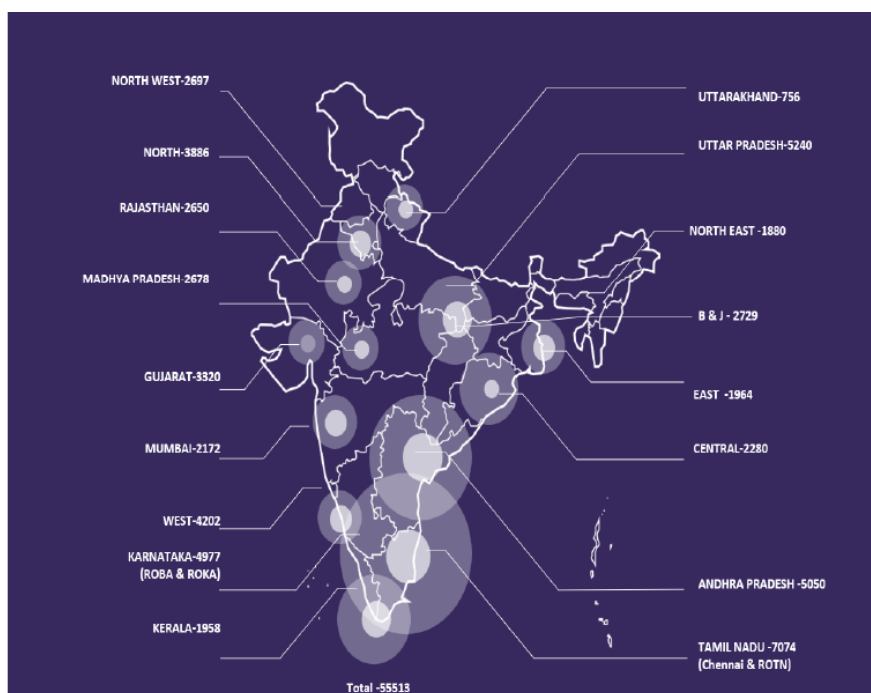 NORTH WEST-2697
NORTH-3886
RAJASTHAN-2650
MADHYA PRADESH-2678
GUJARAT-3320
MUMBAI-2172
WEST-4202
KARNATAKA-4977
(ROBA & ROKA)
KERALA-1958
UTTARAKHAND-756
UTTAR PRADESH-5240
NORTH EAST -1880
B & J - 2729
EAST -1964
CENTRAL-2280
ANDHRA PRADESH -5050
TAMIL NADU -7074
(Chennai & ROTN)
Total -55513